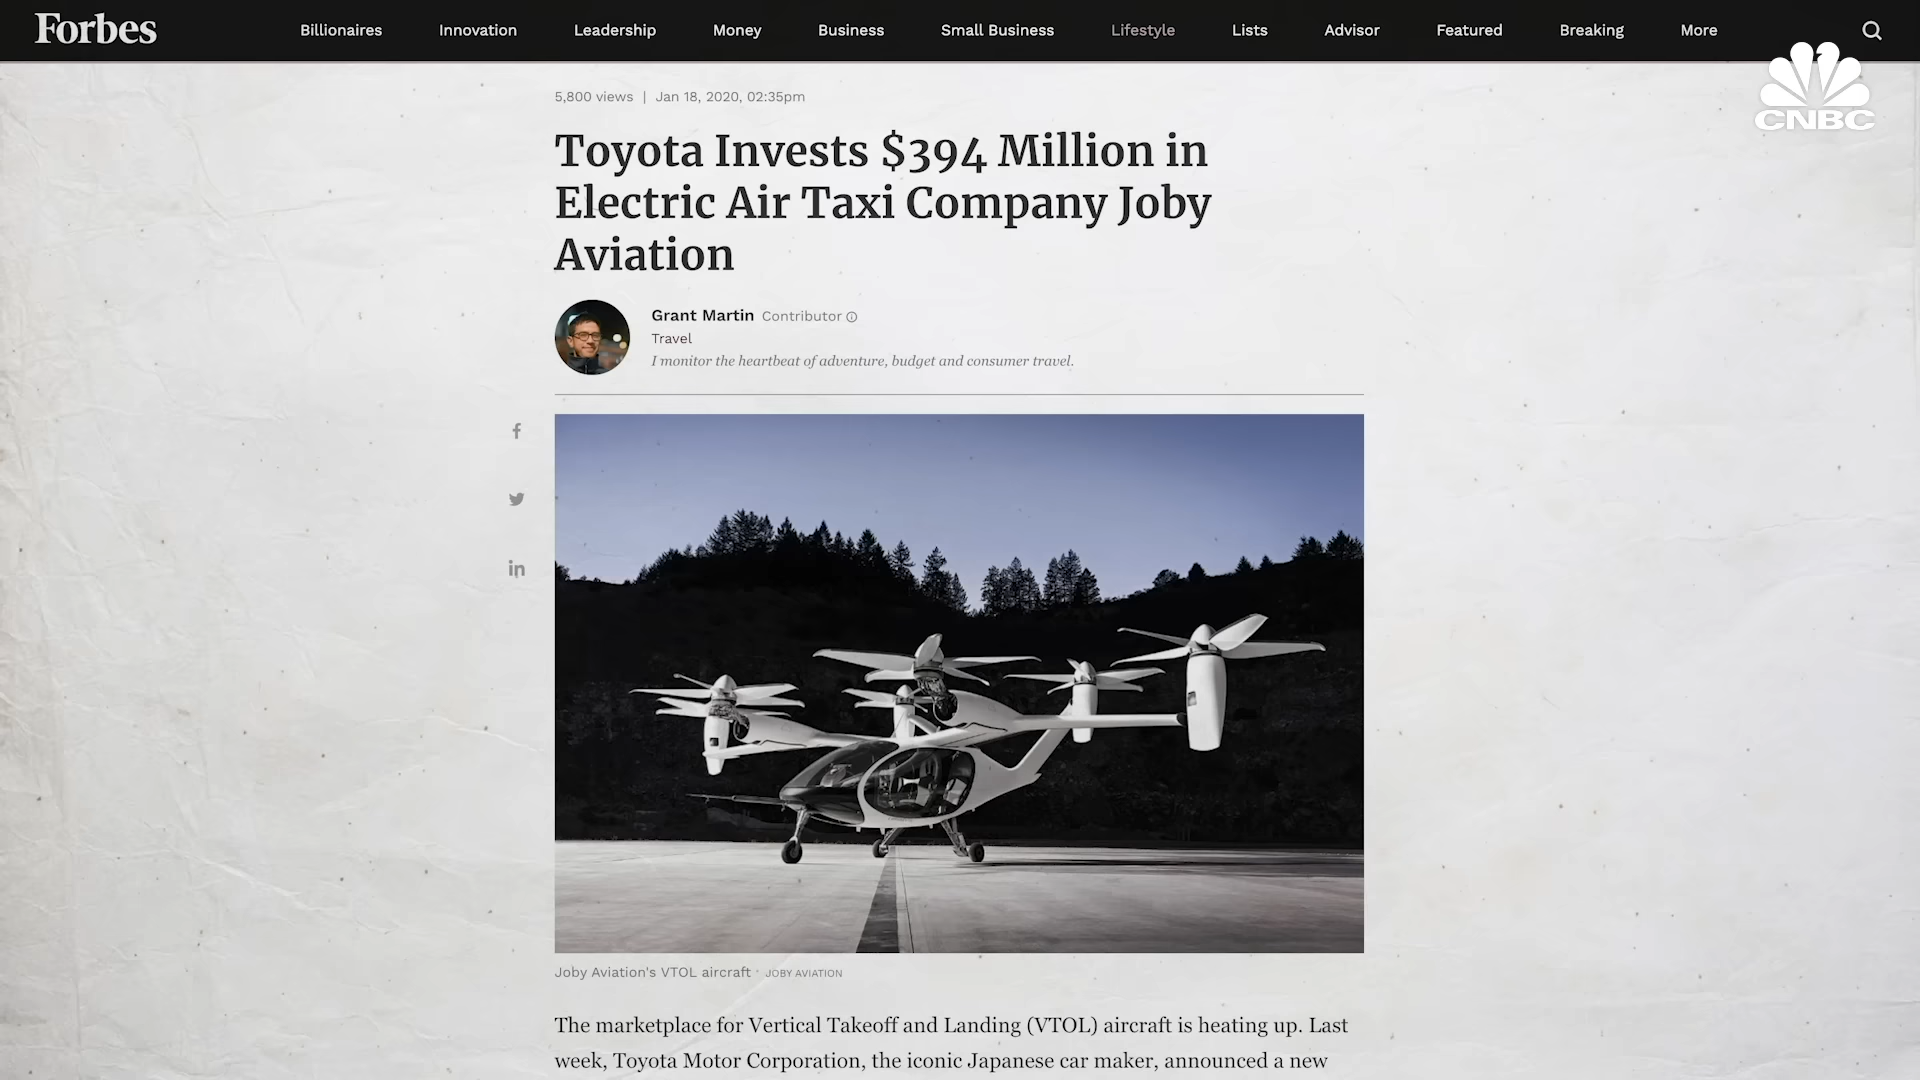 Forbes
Billionaires Innovation Leadership Money Business Small Business Lifestyle Lists Advisor Featured Breaking More
CNBC
5,800 views | Jan 18, 2020, 02:35pm
Toyota Invests $394 Million in
Electric Air Taxi Company Joby
Aviation
Grant Martin Contributor
Travel
I monitor the heartbeat of adventure, budget and consumer travel.
Joby Aviation's VTOL aircraft · JOBY AVIATION
The marketplace for Vertical Takeoff and Landing (VTOL) aircraft is heating up. Last
week, Toyota Motor Corporation, the iconic Japanese car maker, announced a new